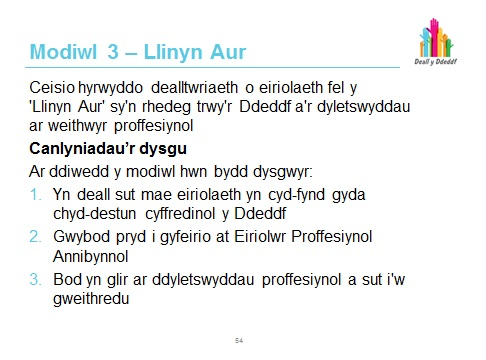 Modiwl 3 – Llinyn Aur
Deall y Ddeddf
Ceisio hyrwyddo dealltwriaeth o eiriolaeth fel y
'Llinyn Aur' sy'n rhedeg trwy'r Ddeddf a'r dyletswyddau
ar weithwyr proffesiynol
Canlyniadau'r dysgu
Ar ddiwedd y modiwl hwn bydd dysgwyr:
1. Yn deall sut mae eiriolaeth yn cyd-fynd gyda
chyd-destun cyffredinol y Ddeddf
2. Gwybod pryd i gyfeirio at Eiriolwr Proffesiynol
Annibynnol
3. Bod yn glir ar ddyletswyddau proffesiynol a sut i'w
gweithredu
54